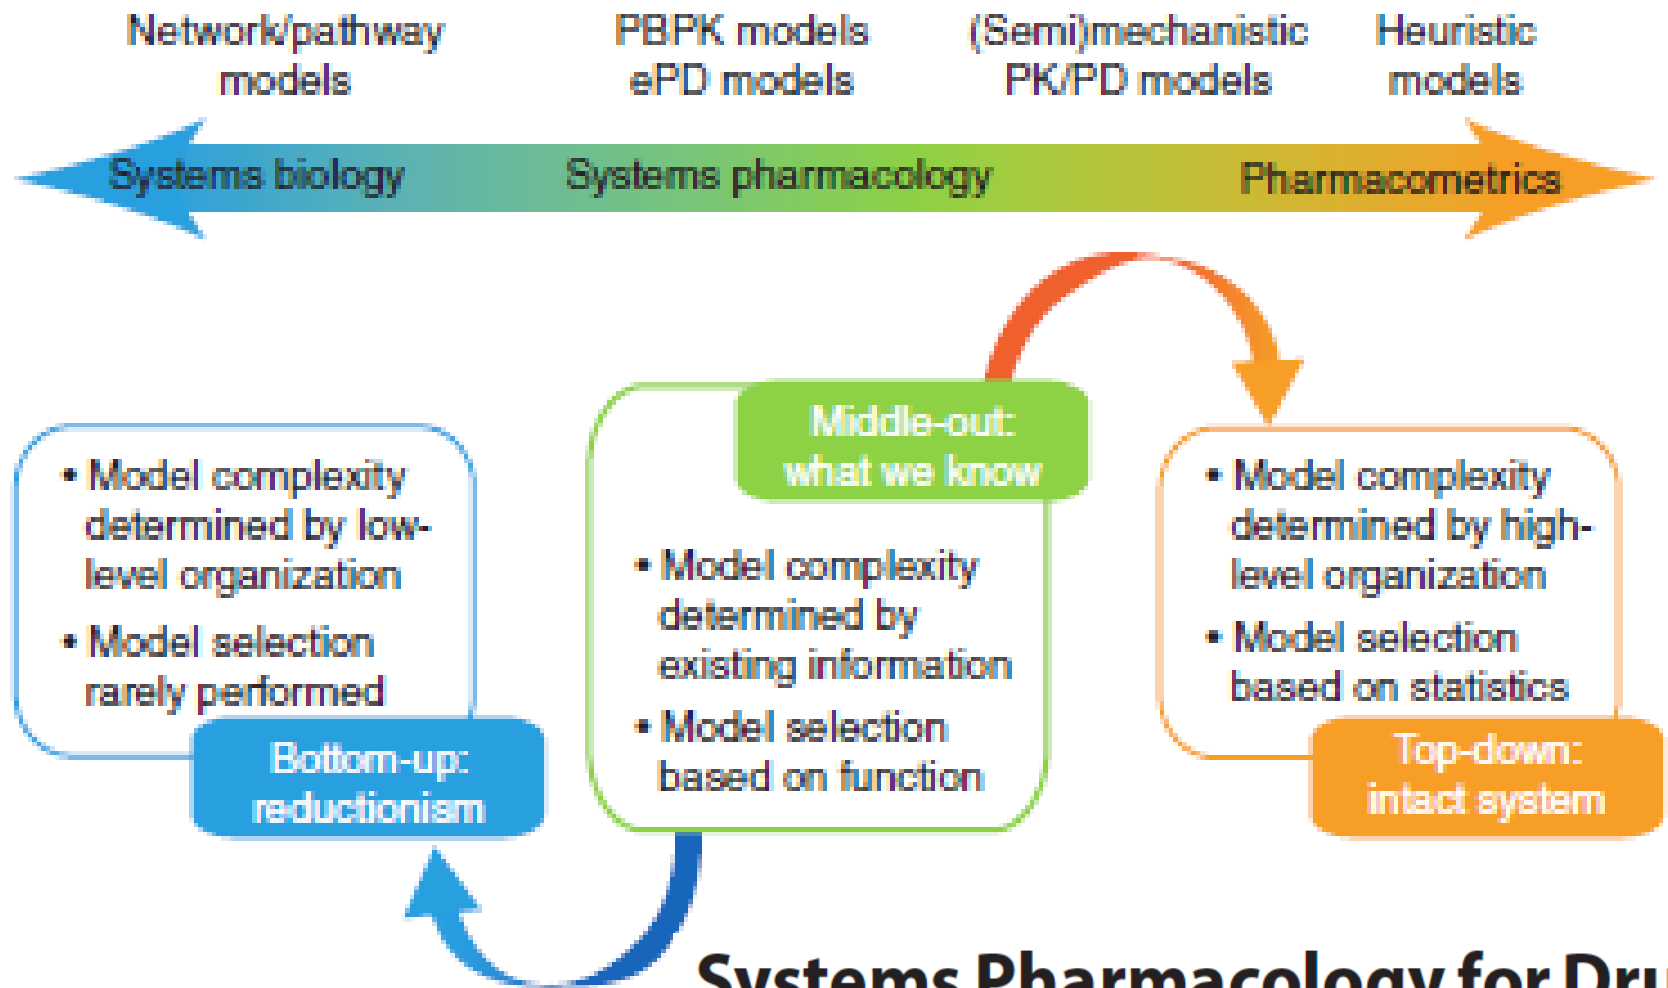 Network/pathway
models
PBPK models
ePD models
(Semi)mechanistic
PK/PD models
Heuristic
models
Systems biology
Systems pharmacology
Pharmacometrics
• Model complexity
determined by low-
level organization
• Model selection
rarely performed
Bottom-up:
reductionism
Middle-out:
what we know
• Model complexity
determined by
existing information
• Model selection
based on function
• Model complexity
determined by high-
level organization
• Model selection
based on statistics
Top-down:
intact system
Systems Pharmacology for Dru